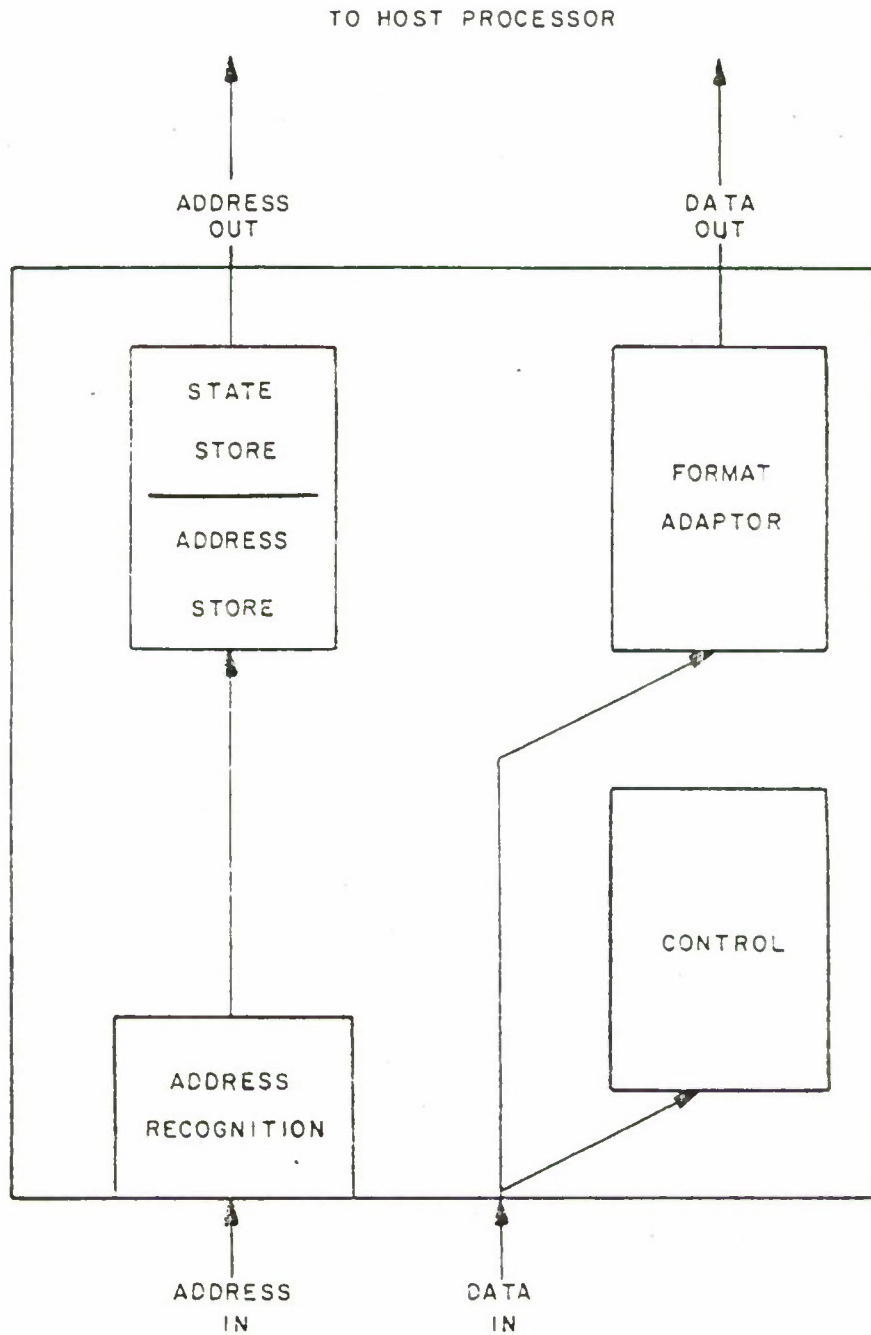 TO HOST PROCESSOR
ADDRESS
OUT
DATA
OUT
STATE
STORE
ADDRESS
STORE
FORMAT
ADAPTOR
CONTROL
ADDRESS
RECOGNITION
ADDRESS
IN
DATA
IN